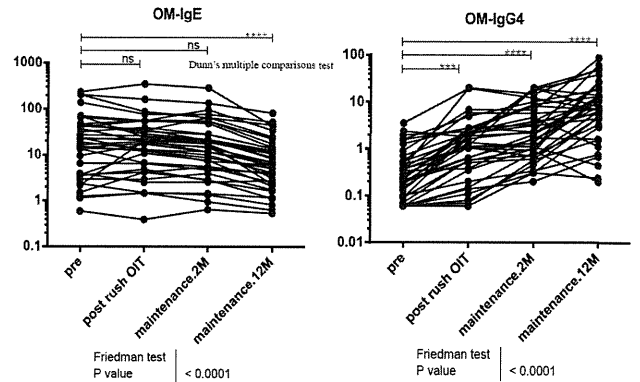 OM-IgE
****
ns
ns
Dunn's multiple comparisons test
1000
100
10
1
0.1
pre
post rush OIT
maintenance.2M
maintenance.12M
Friedman test
P value
< 0.0001
OM-IgG4
****
****
***
100
10
1
0.1
0.01
pre
post rush OIT
maintenance.2M
maintenance.12M
Friedman test
P value
< 0.0001